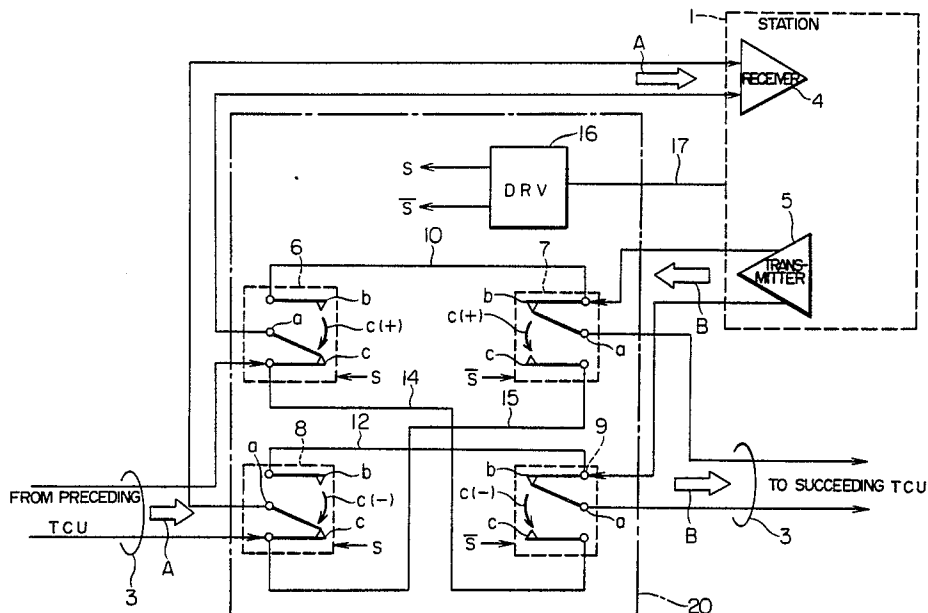 1
STATION
A
RECEIVER
4
16
17
S
DRV
S̄
5
TRANS-
MITTER
10
6
7
B
b
b
a
c(+)
c(+)
a
c
c
S
14
S̄
15
12
8
9
a
b
b
c(-)
c(-)
a
FROM PRECEDING
TCU
c
c
S
S̄
A
B
TO SUCCEEDING TCU
3
3
20